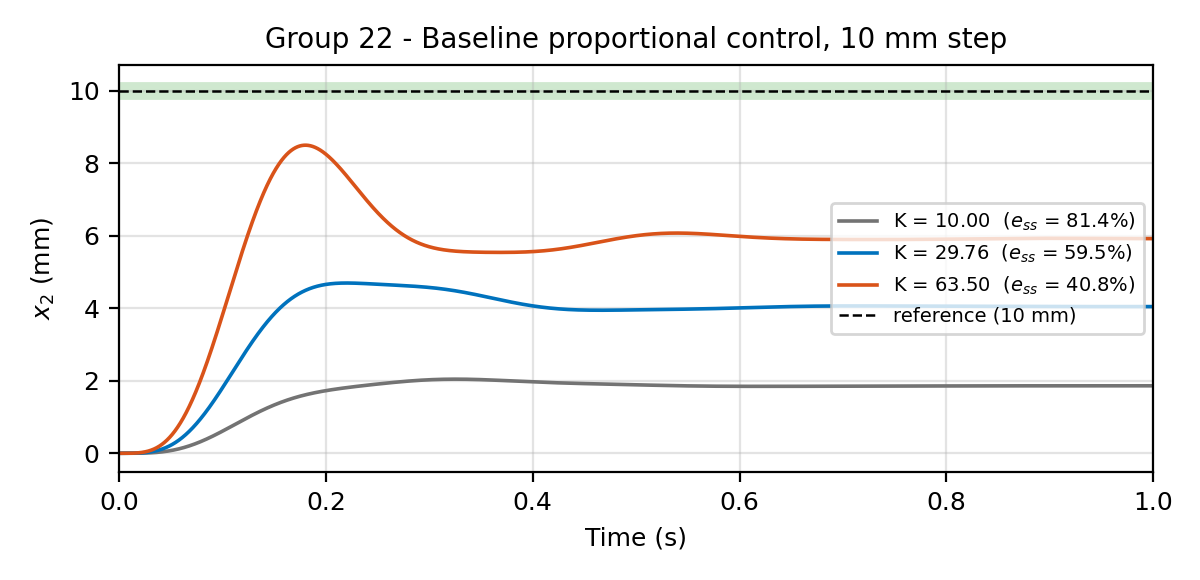 Group 22 - Baseline proportional control, 10 mm step
x₂ (mm)
10
8
6
4
2
0
K = 10.00 (eₛₛ = 81.4%)
K = 29.76 (eₛₛ = 59.5%)
K = 63.50 (eₛₛ = 40.8%)
reference (10 mm)
0.0 0.2 0.4 0.6 0.8 1.0
Time (s)